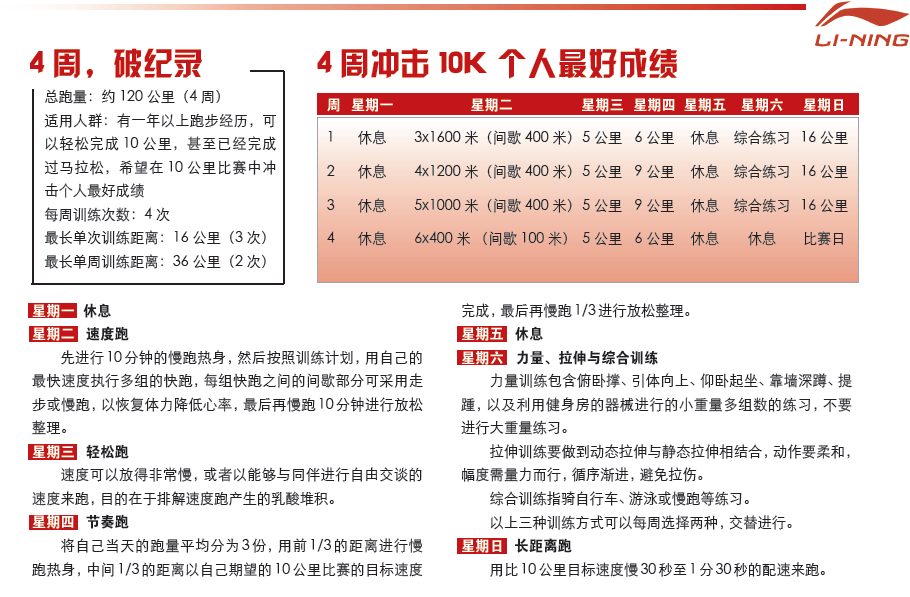 LI-NING
4 周，破纪录
总跑量：约 120 公里（4 周）
适用人群：有一年以上跑步经历，可
以轻松完成 10 公里，甚至已经完成
过马拉松，希望在 10 公里比赛中冲
击个人最好成绩
每周训练次数：4 次
最长单次训练距离：16 公里（3 次）
最长单周训练距离：36 公里（2 次）
4 周冲击 10K 个人最好成绩
周 星期一 星期二 星期三 星期四 星期五 星期六 星期日
1 休息 3x1600 米（间歇 400 米） 5 公里 6 公里 休息 综合练习 16 公里
2 休息 4x1200 米（间歇 400 米） 5 公里 9 公里 休息 综合练习 16 公里
3 休息 5x1000 米（间歇 400 米） 5 公里 9 公里 休息 综合练习 16 公里
4 休息 6x400 米 （间歇 100 米） 5 公里 6 公里 休息 休息 比赛日
星期一 休息
星期二 速度跑
先进行 10 分钟的慢跑热身，然后按照训练计划，用自己的
最快速度执行多组的快跑，每组快跑之间的间歇部分可采用走
步或慢跑，以恢复体力降低心率，最后再慢跑 10 分钟进行放松
整理。
星期三 轻松跑
速度可以放得非常慢，或者以能够与同伴进行自由交谈的
速度来跑，目的在于排解速度跑产生的乳酸堆积。
星期四 节奏跑
将自己当天的跑量平均分为 3 份，用前 1/3 的距离进行慢
跑热身，中间 1/3 的距离以自己期望的 10 公里比赛的目标速度
完成，最后再慢跑 1/3 进行放松整理。
星期五 休息
星期六 力量、拉伸与综合训练
力量训练包含俯卧撑、引体向上、仰卧起坐、靠墙深蹲、提
踵，以及利用健身房的器械进行的小重量多组数的练习，不要
进行大重量练习。
拉伸训练要做到动态拉伸与静态拉伸相结合，动作要柔和，
幅度需量力而行，循序渐进，避免拉伤。
综合训练指骑自行车、游泳或慢跑等练习。
以上三种训练方式可以每周选择两种，交替进行。
星期日 长距离跑
用比 10 公里目标速度慢 30 秒至 1 分 30 秒的配速来跑。